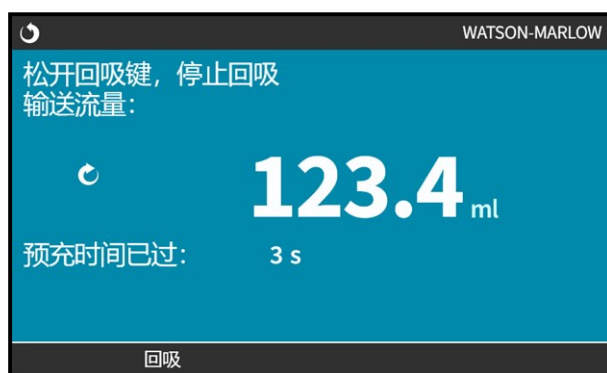 WATSON-MARLOW
松开回吸键，停止回吸
输送流量：
123.4 ml
预充时间已过： 3 s
回吸